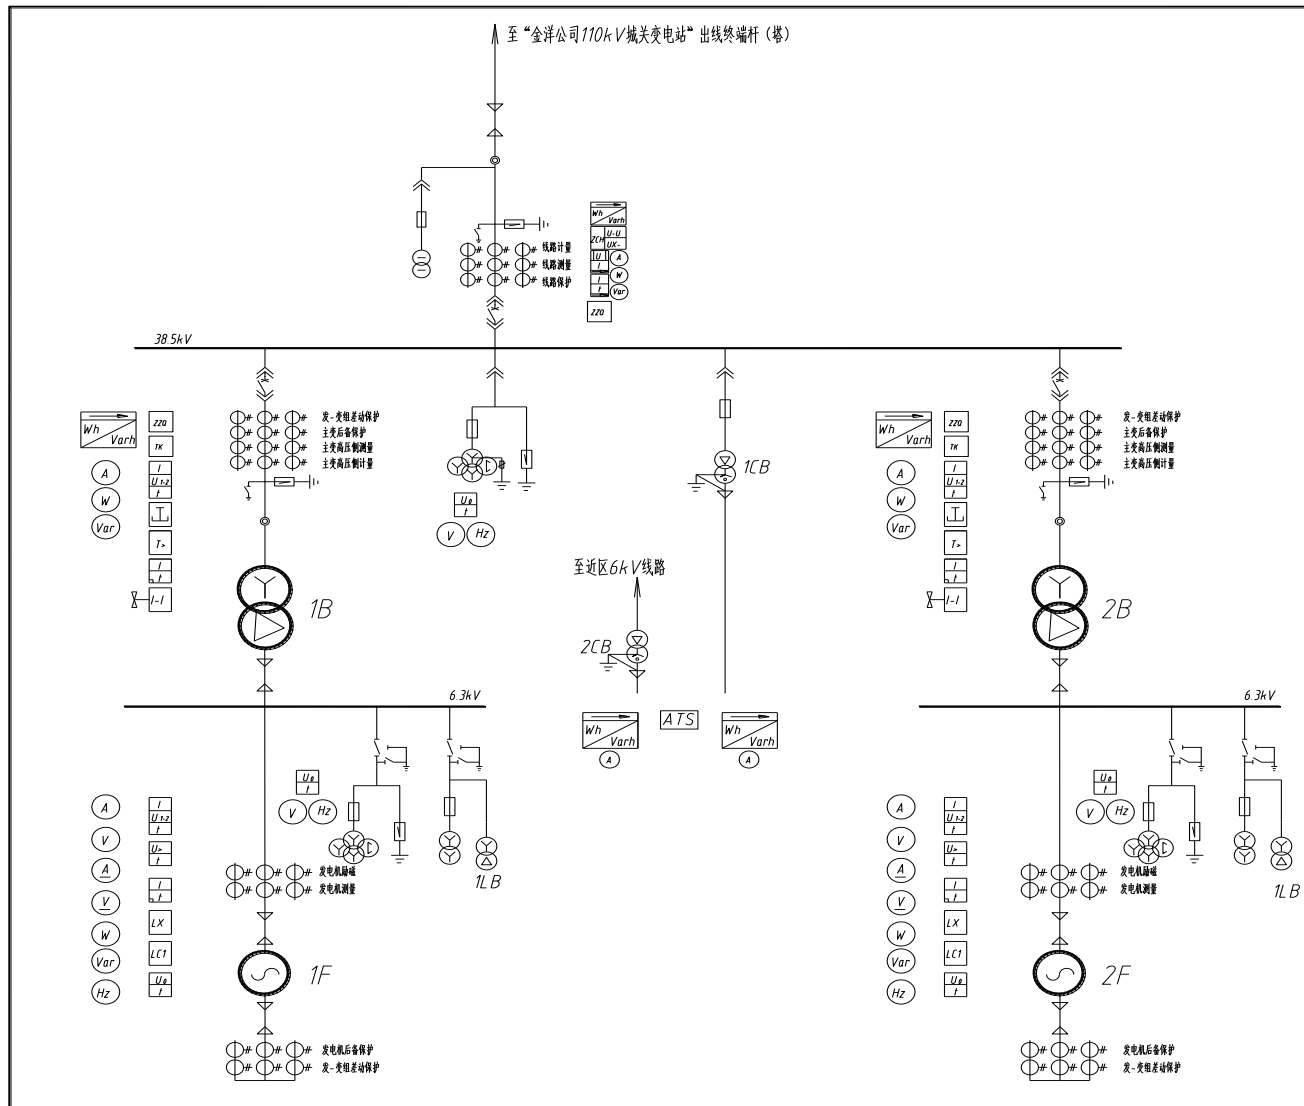 至“金洋公司110kV城关变电站”出线终端杆（塔）
Wh
Varh
ZCH
U-U
UX-
线路计量
U
I
A
线路测量
W
I
t
Var
线路保护
ZZQ
38.5kV
Wh
Varh
ZZQ
TK
发-变组差动保护
主变后备保护
主变高压侧测量
主变高压侧计量
A
I
U1-2
t
W
Var
T>
I
t
I-I
1B
U0
t
V
Hz
1CB
至近区6kV线路
2CB
Wh
Varh
ZZQ
TK
发-变组差动保护
主变后备保护
主变高压侧测量
主变高压侧计量
A
I
U1-2
t
W
Var
T>
I
t
I-I
2B
6.3kV
Wh
Varh
A
ATS
Wh
Varh
A
6.3kV
U0
t
V
Hz
A
I
U1-2
t
V
U>
t
A
I
t
V
LX
W
LC1
Var
U0
t
Hz
1LB
发电机励磁
发电机测量
1F
发电机后备保护
发-变组差动保护
U0
t
V
Hz
A
I
U1-2
t
V
U>
t
A
I
t
V
LX
W
LC1
Var
U0
t
Hz
1LB
发电机励磁
发电机测量
2F
发电机后备保护
发-变组差动保护